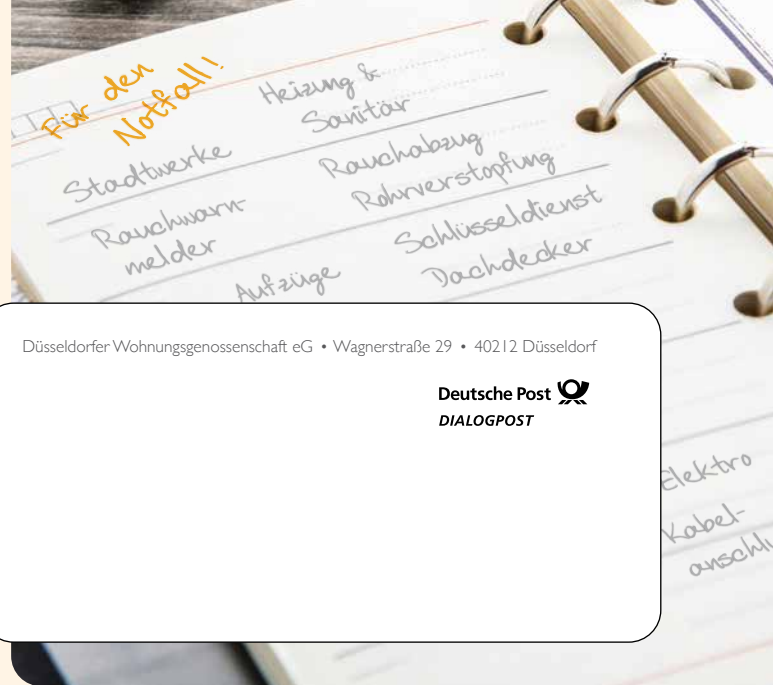 Für den
Notfall!
Heizung &
Sanitär
Stadtwerke
Rauchabzug
Rohrverstopfung
Rauchwarn-
melder
Schlüsseldienst
Aufzüge
Dachdecker
Düsseldorfer Wohnungsgenossenschaft eG • Wagnerstraße 29 • 40212 Düsseldorf
Deutsche Post
DIALOGPOST
Elektro
Kabel-